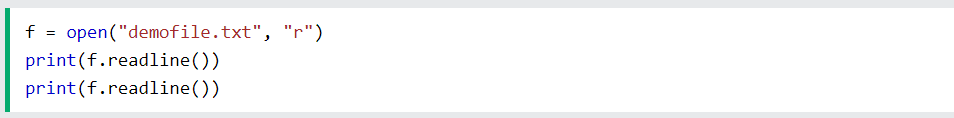 f = open("demofile.txt", "r")
print(f.readline())
print(f.readline())